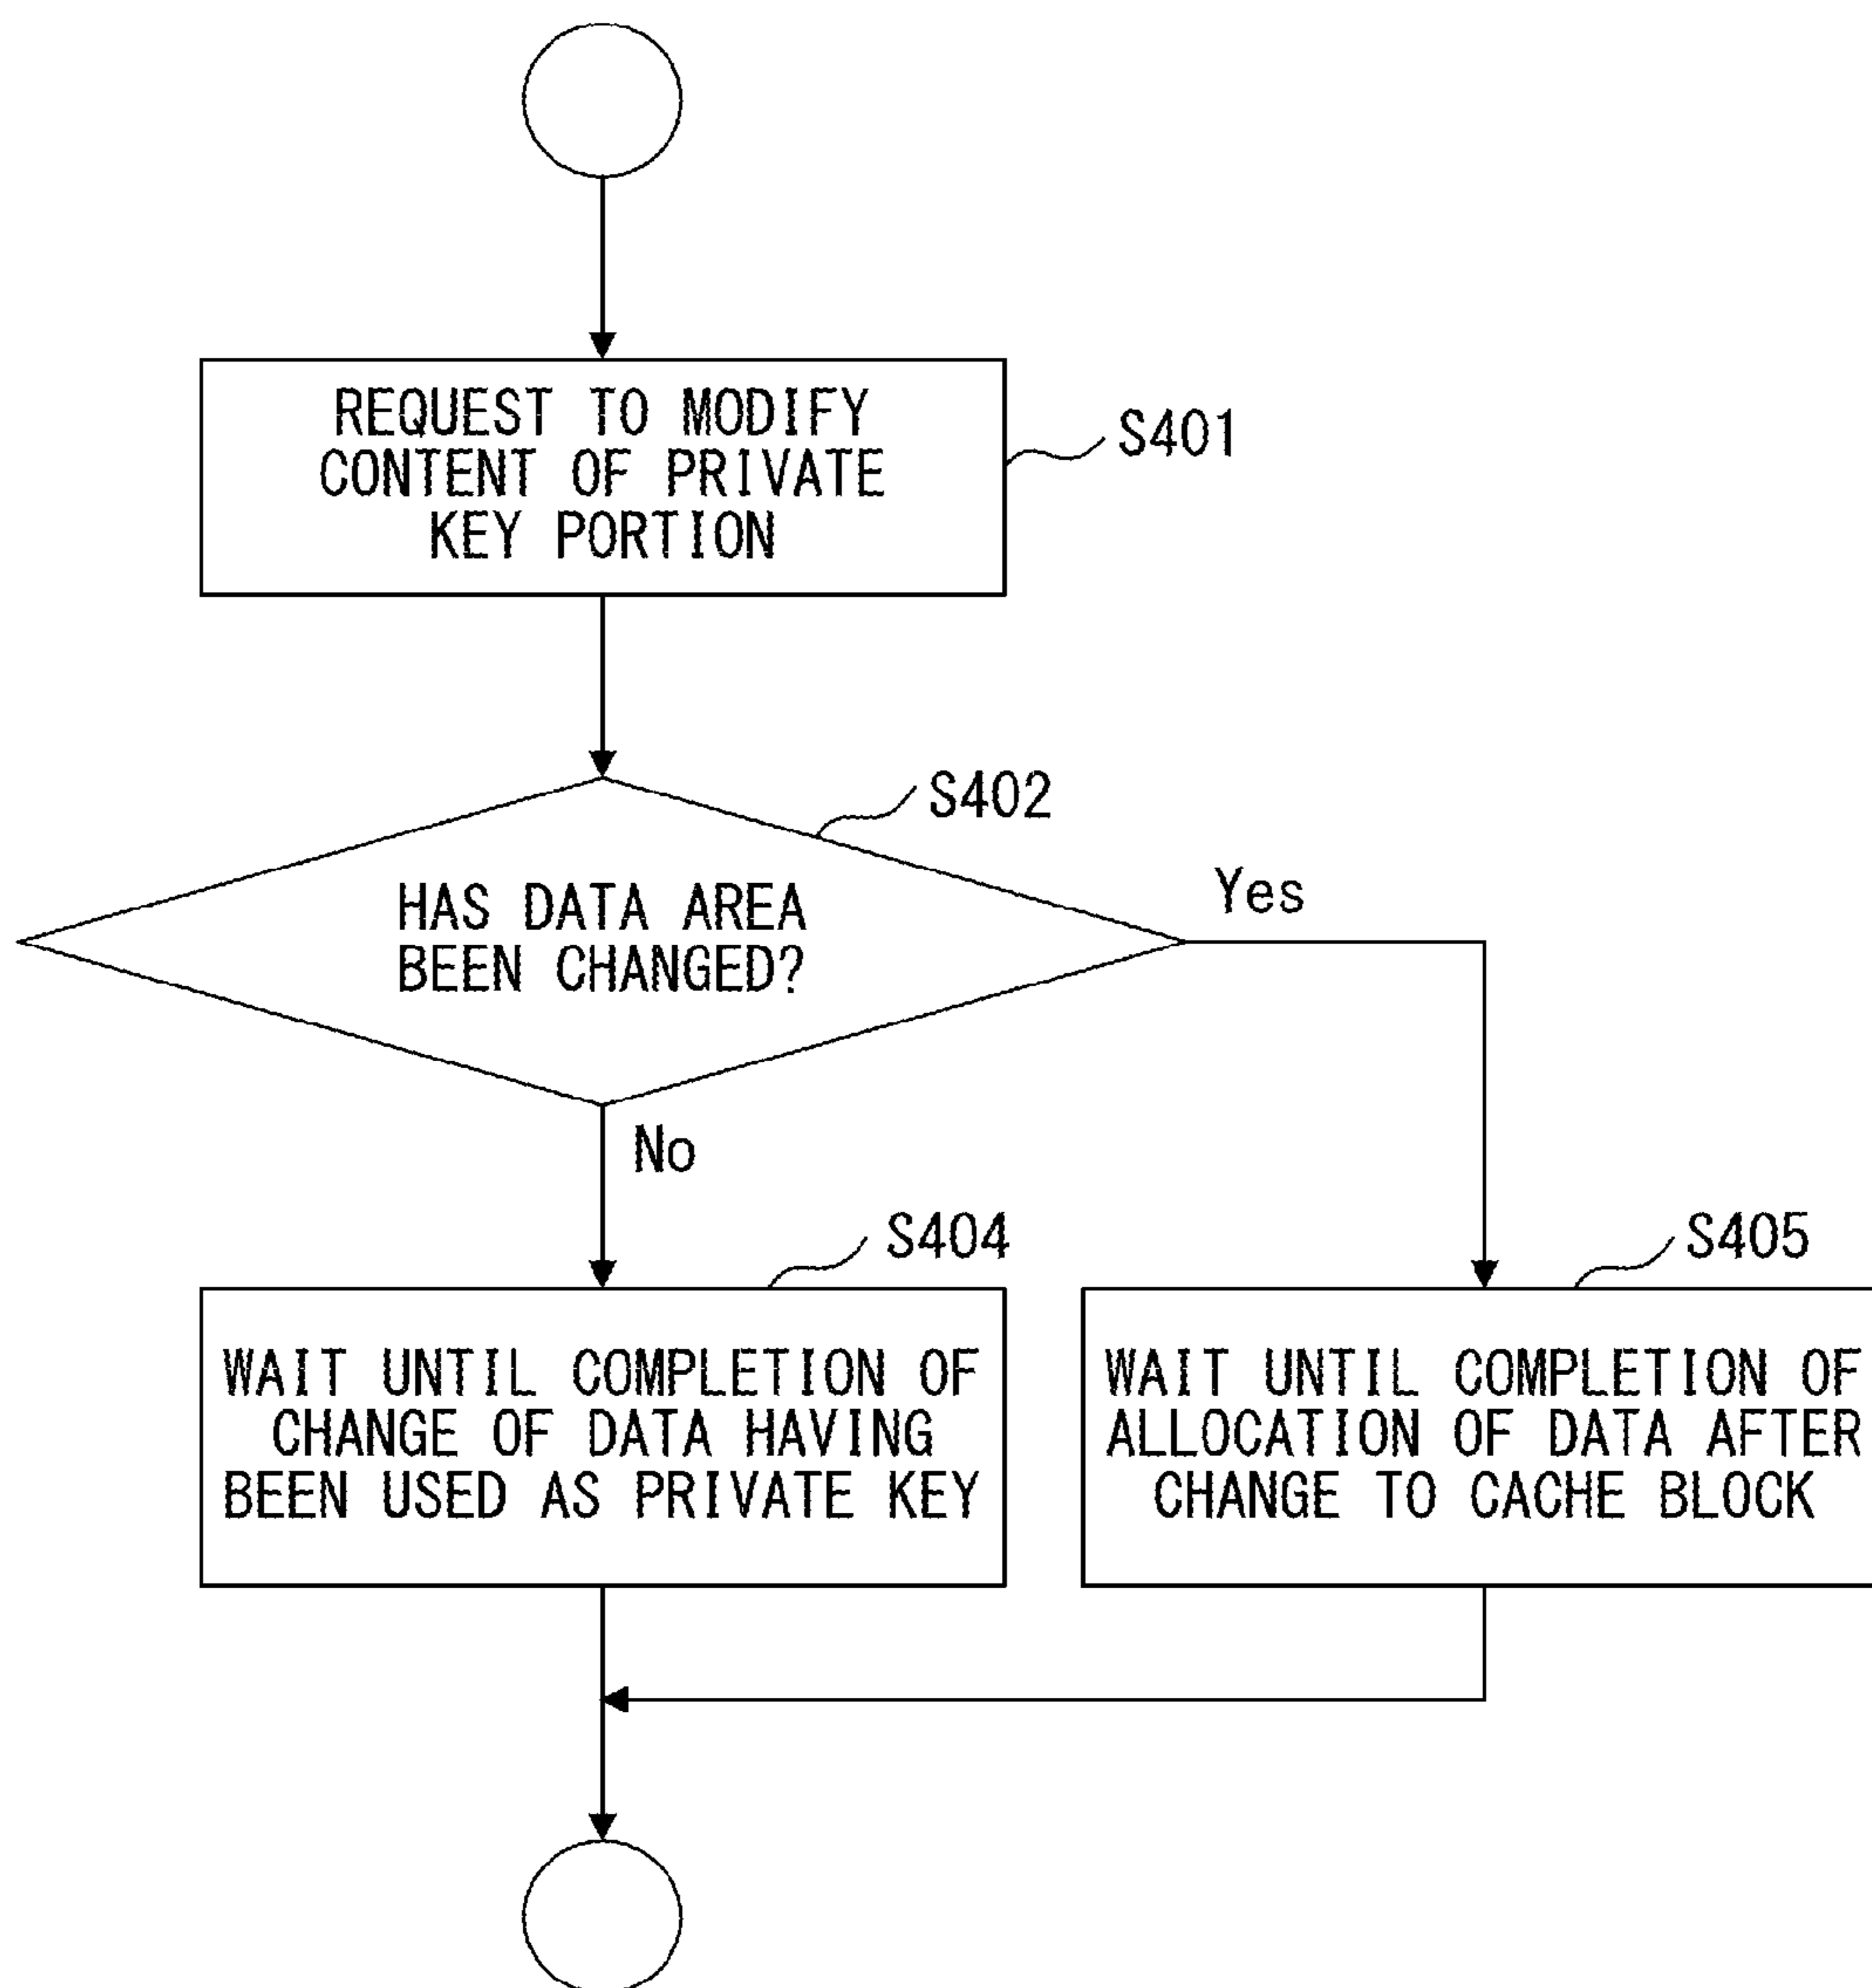 REQUEST TO MODIFY
CONTENT OF PRIVATE
KEY PORTION
S401
S402
HAS DATA AREA
BEEN CHANGED?
Yes
No
S404
WAIT UNTIL COMPLETION OF
CHANGE OF DATA HAVING
BEEN USED AS PRIVATE KEY
S405
WAIT UNTIL COMPLETION OF
ALLOCATION OF DATA AFTER
CHANGE TO CACHE BLOCK